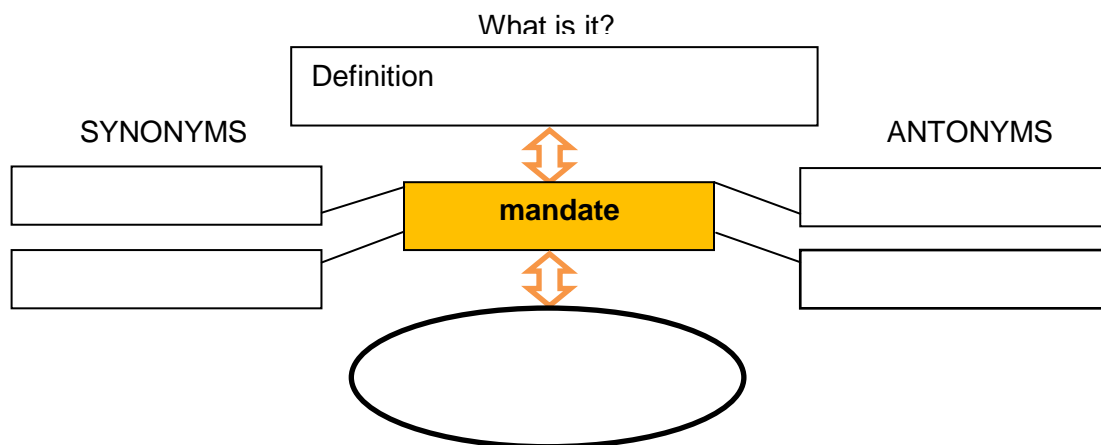 What is it?
Definition
SYNONYMS
ANTONYMS
mandate